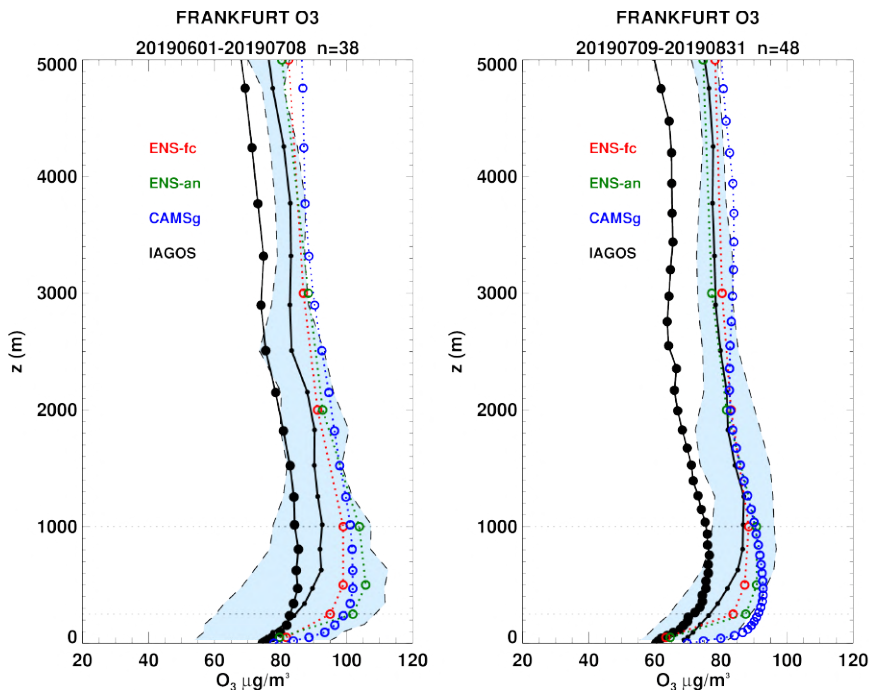 FRANKFURT O3
20190601-20190708 n=38
5000
4000
3000
2000
1000
0
z (m)
ENS-fc
ENS-an
CAMSg
IAGOS
20 40 60 80 100 120
O₃ µg/m³
FRANKFURT O3
20190709-20190831 n=48
5000
4000
3000
2000
1000
0
z (m)
ENS-fc
ENS-an
CAMSg
IAGOS
20 40 60 80 100 120
O₃ µg/m³